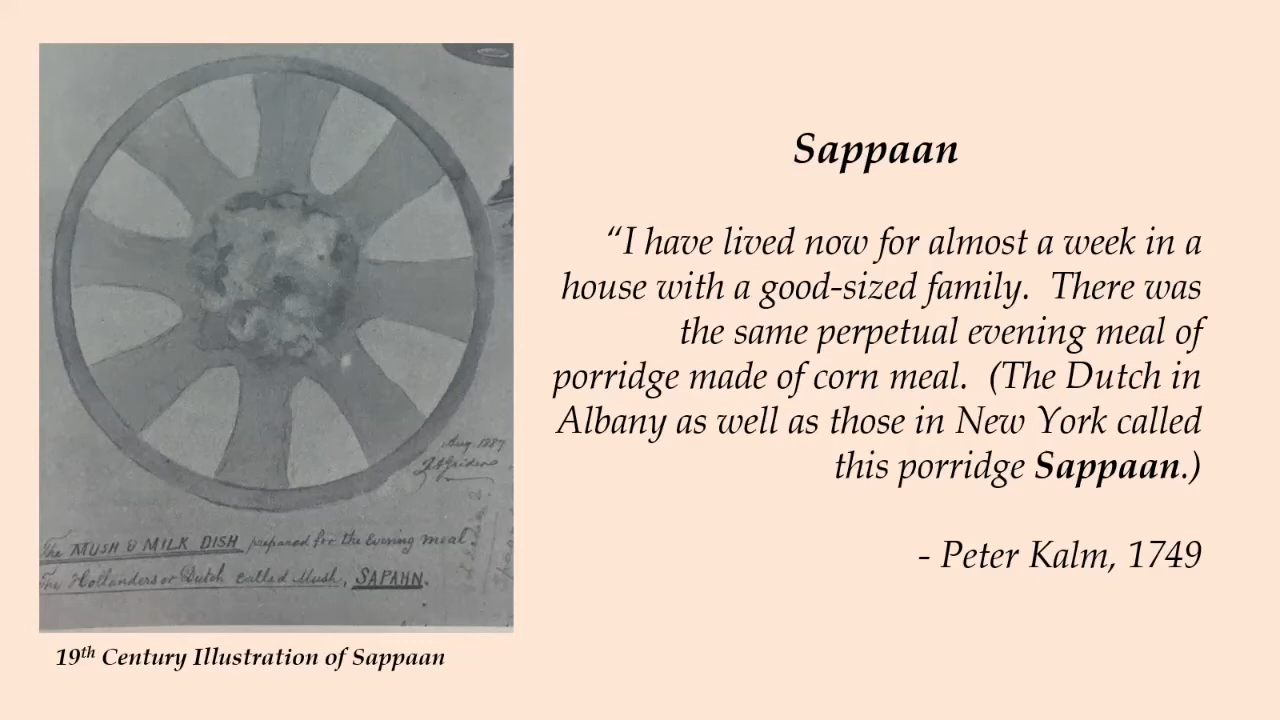 Sappaan
“I have lived now for almost a week in a
house with a good-sized family.  There was
the same perpetual evening meal of
porridge made of corn meal.  (The Dutch in
Albany as well as those in New York called
this porridge Sappaan.)
- Peter Kalm, 1749
Aug. 1887
The MUSH & MILK DISH prepared for the Evening meal.
The Hollanders or Dutch called Mush, SAPAHN.
19th Century Illustration of Sappaan